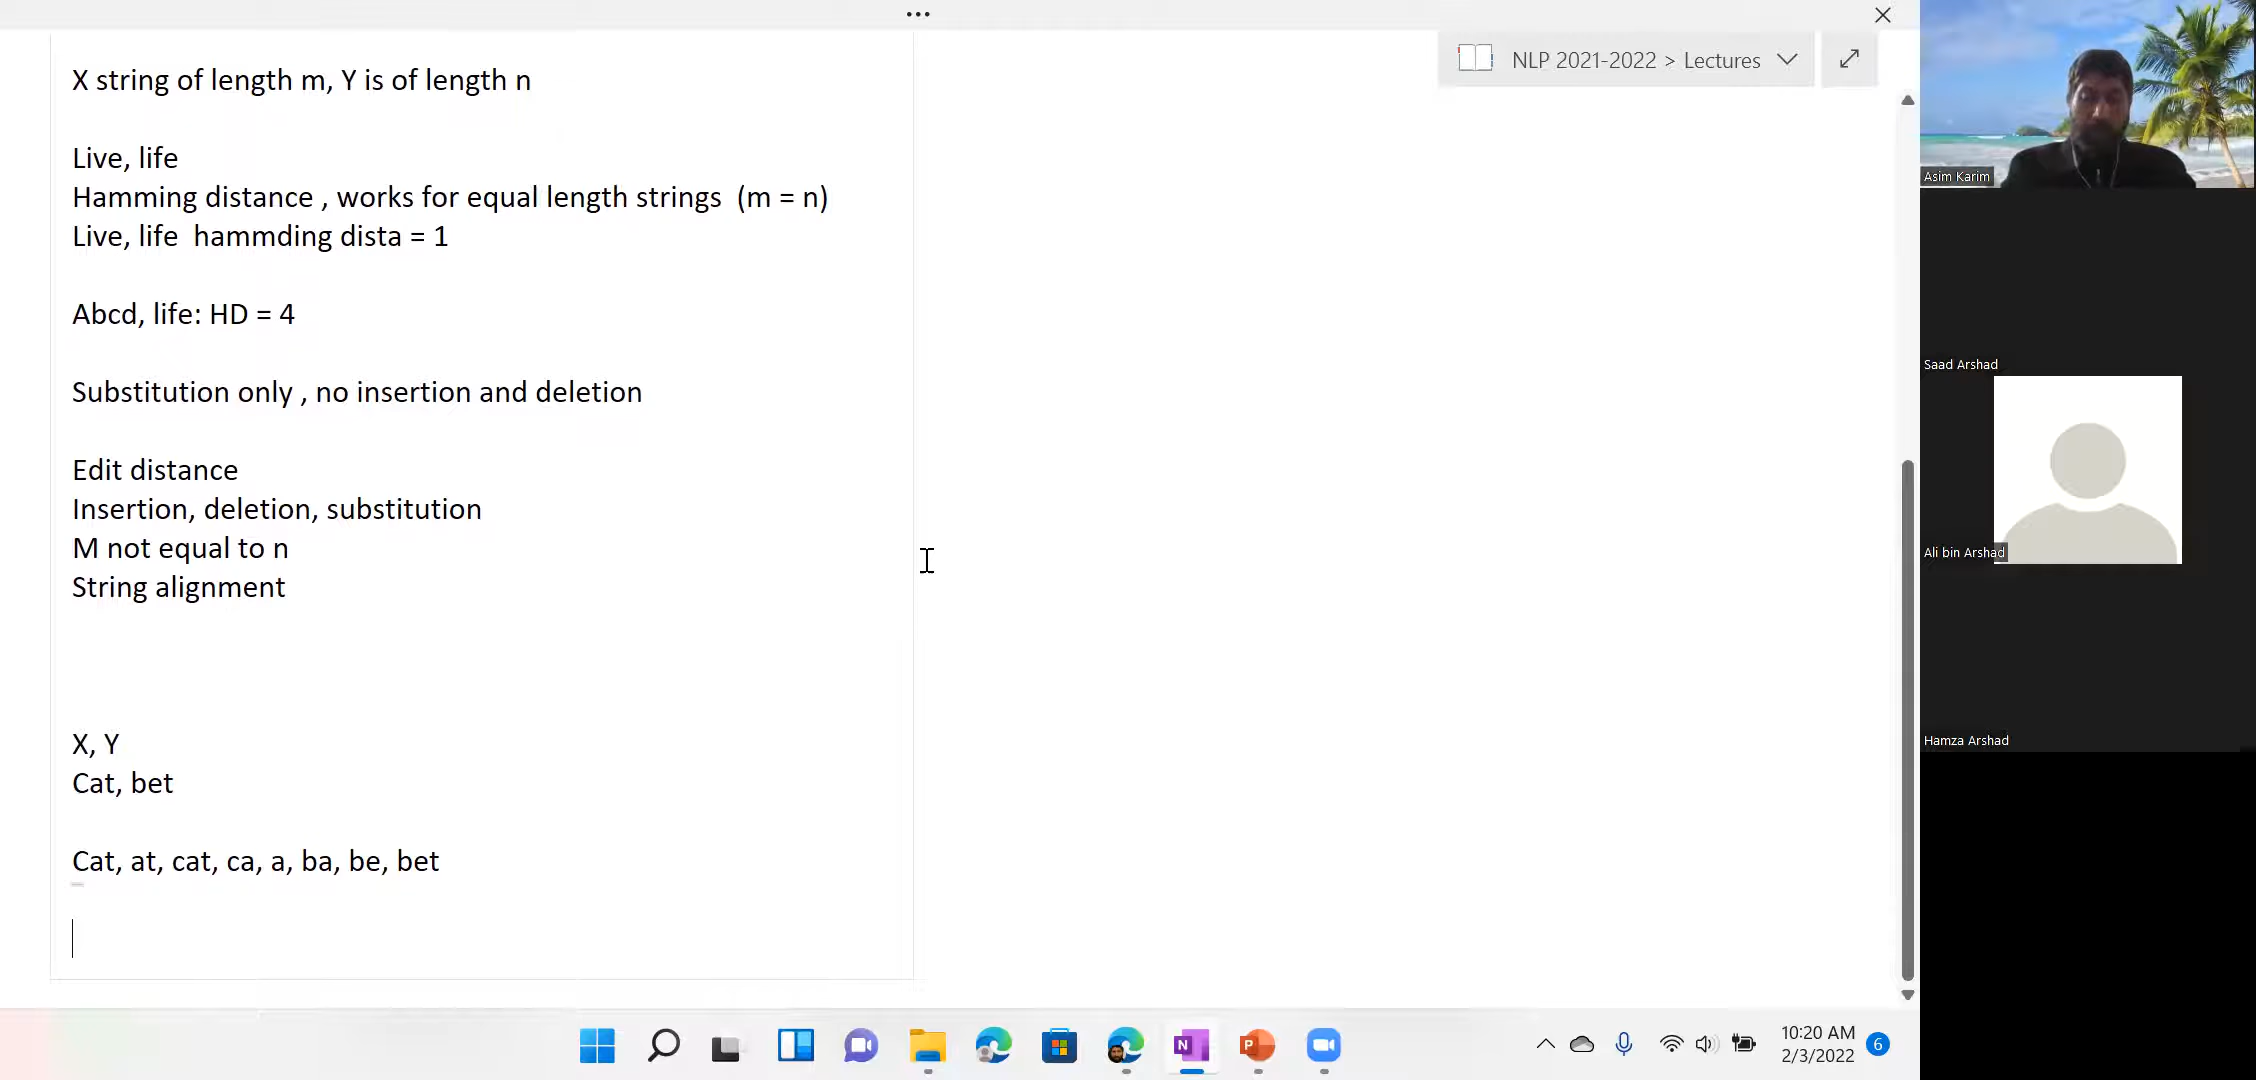 X string of length m, Y is of length n
Live, life
Hamming distance , works for equal length strings  (m = n)
Live, life  hammding dista = 1
Abcd, life: HD = 4
Substitution only , no insertion and deletion
Edit distance
Insertion, deletion, substitution
M not equal to n
String alignment
X, Y
Cat, bet
Cat, at, cat, ca, a, ba, be, bet
NLP 2021-2022 > Lectures
Asim Karim
Saad Arshad
Ali bin Arshad
Hamza Arshad
N
P
10:20 AM
2/3/2022
6